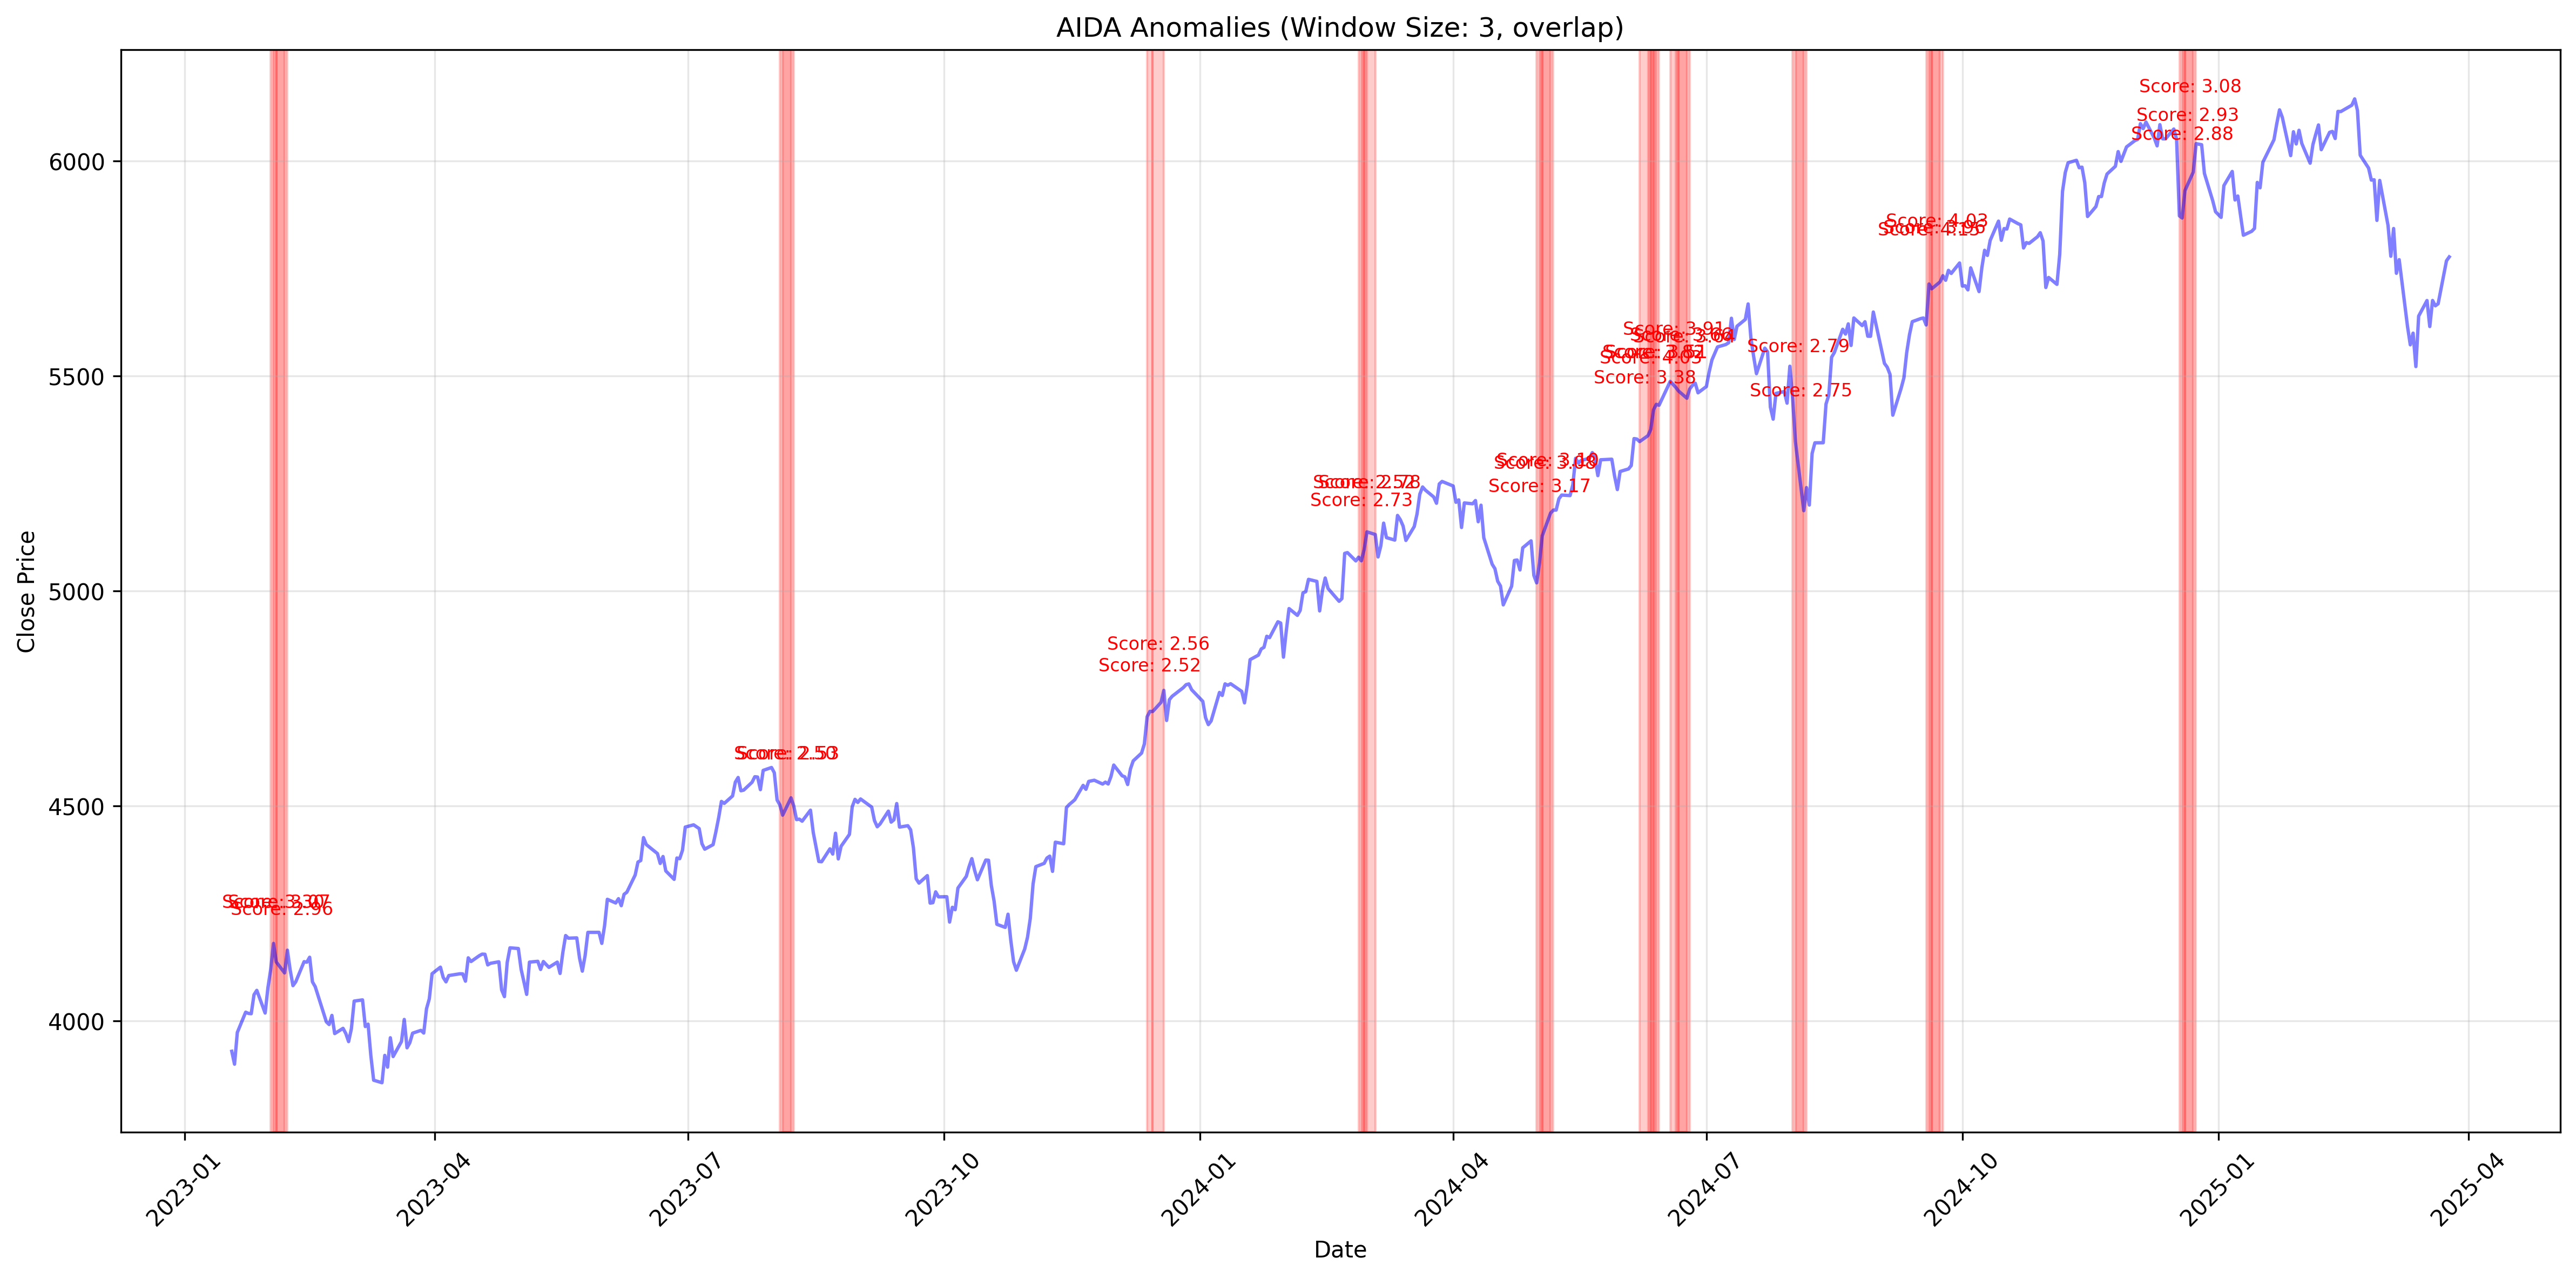 AIDA Anomalies (Window Size: 3, overlap)
Close Price
6000
5500
5000
4500
4000
Score: 3.08
Score: 2.93
Score: 2.88
Score: 4.03
Score: 4.15
Score: 3.91
Score: 3.38
Score: 2.79
Score: 2.75
Score: 3.17
Score: 2.73
Score: 2.56
Score: 2.52
Score: 2.96
2023-01
2023-04
2023-07
2023-10
2024-01
2024-04
2024-07
2024-10
2025-01
2025-04
Date